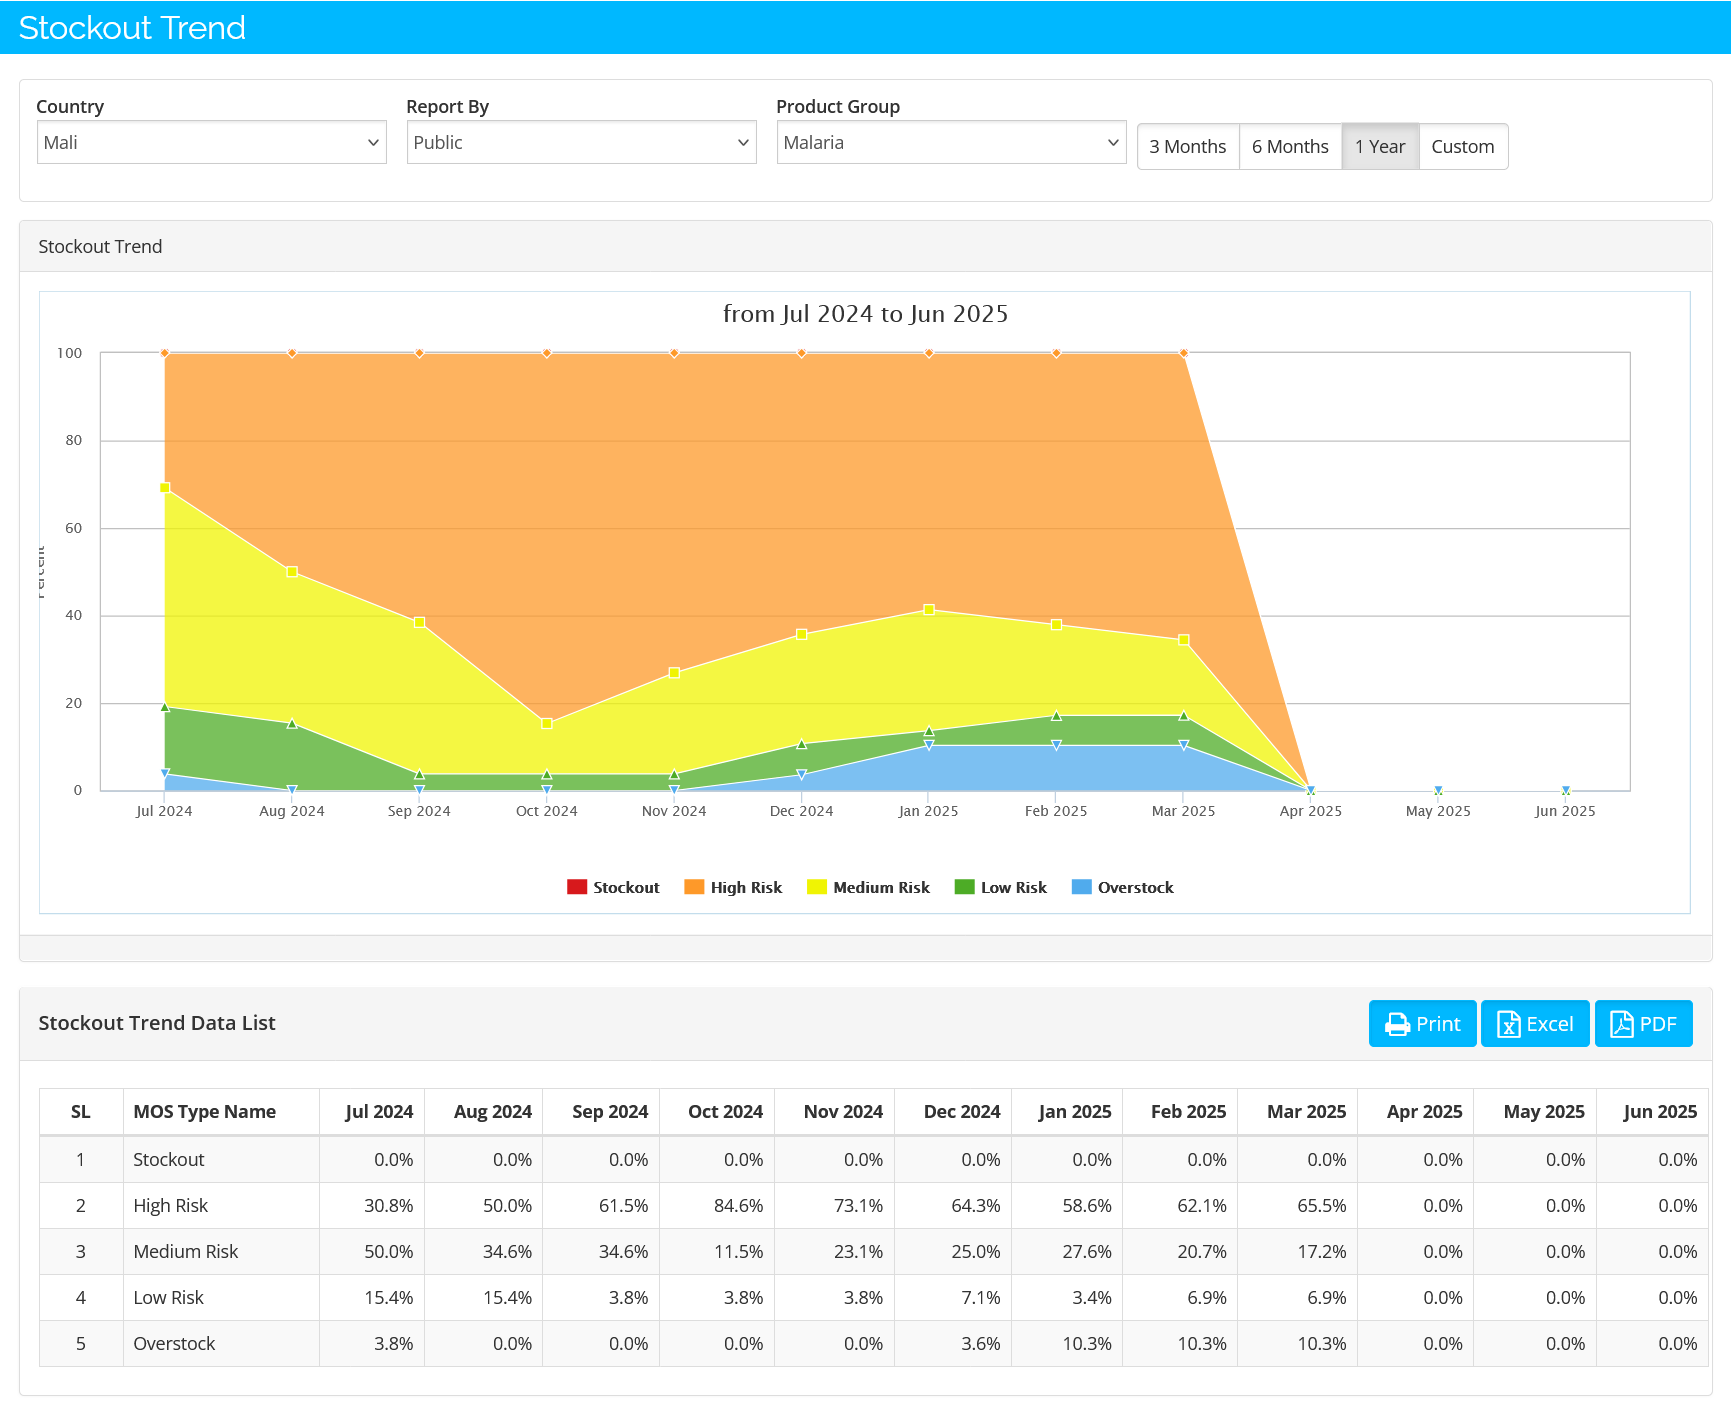 Stockout Trend
Country Report By Product Group
Mali Public Malaria 3 Months 6 Months 1 Year Custom
Stockout Trend
from Jul 2024 to Jun 2025
100
80
60
40
20
0
Percent
Jul 2024 Aug 2024 Sep 2024 Oct 2024 Nov 2024 Dec 2024 Jan 2025 Feb 2025 Mar 2025 Apr 2025 May 2025 Jun 2025
Stockout High Risk Medium Risk Low Risk Overstock
Stockout Trend Data List Print Excel PDF
SL MOS Type Name Jul 2024 Aug 2024 Sep 2024 Oct 2024 Nov 2024 Dec 2024 Jan 2025 Feb 2025 Mar 2025 Apr 2025 May 2025 Jun 2025
1 Stockout 0.0% 0.0% 0.0% 0.0% 0.0% 0.0% 0.0% 0.0% 0.0% 0.0% 0.0% 0.0%
2 High Risk 30.8% 50.0% 61.5% 84.6% 73.1% 64.3% 58.6% 62.1% 65.5% 0.0% 0.0% 0.0%
3 Medium Risk 50.0% 34.6% 34.6% 11.5% 23.1% 25.0% 27.6% 20.7% 17.2% 0.0% 0.0% 0.0%
4 Low Risk 15.4% 15.4% 3.8% 3.8% 3.8% 7.1% 3.4% 6.9% 6.9% 0.0% 0.0% 0.0%
5 Overstock 3.8% 0.0% 0.0% 0.0% 0.0% 3.6% 10.3% 10.3% 10.3% 0.0% 0.0% 0.0%